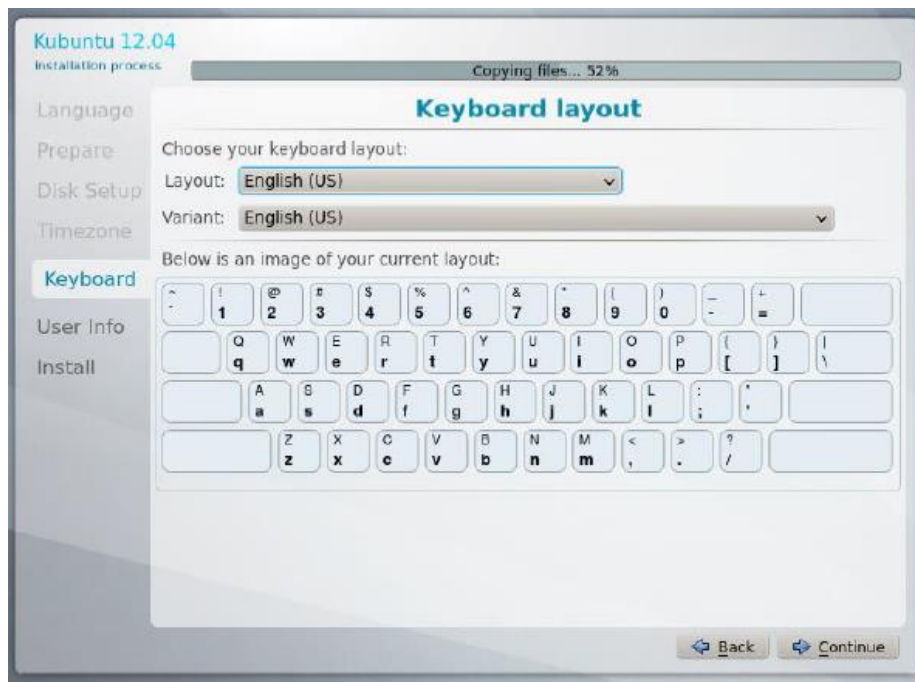 Kubuntu 12.04
Installation process
Copying files... 52%
Language
Prepare
Disk Setup
Timezone
Keyboard
User Info
Install
Keyboard layout
Choose your keyboard layout:
Layout: English (US)
Variant: English (US)
Below is an image of your current layout:
~ ! @ # $ % ^ & * ( ) _ +
` 1 2 3 4 5 6 7 8 9 0 - =
Q W E R T Y U I O P { } |
q w e r t y u i o p [ ] \
A S D F G H J K L : "
a s d f g h j k l ; '
Z X C V B N M < > ?
z x c v b n m , . /
Back Continue